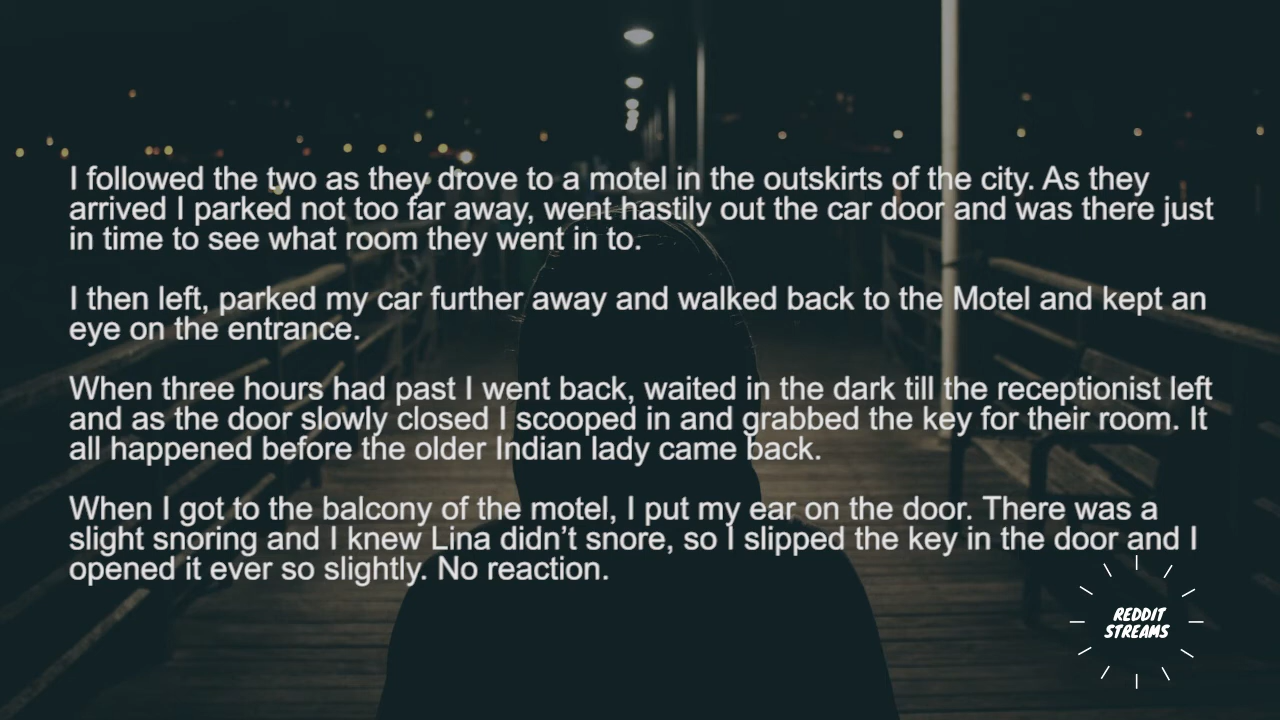 I followed the two as they drove to a motel in the outskirts of the city. As they
arrived I parked not too far away, went hastily out the car door and was there just
in time to see what room they went in to.
I then left, parked my car further away and walked back to the Motel and kept an
eye on the entrance.
When three hours had past I went back, waited in the dark till the receptionist left
and as the door slowly closed I scooped in and grabbed the key for their room. It
all happened before the older Indian lady came back.
When I got to the balcony of the motel, I put my ear on the door. There was a
slight snoring and I knew Lina didn’t snore, so I slipped the key in the door and I
opened it ever so slightly. No reaction.
REDDIT
STREAMS